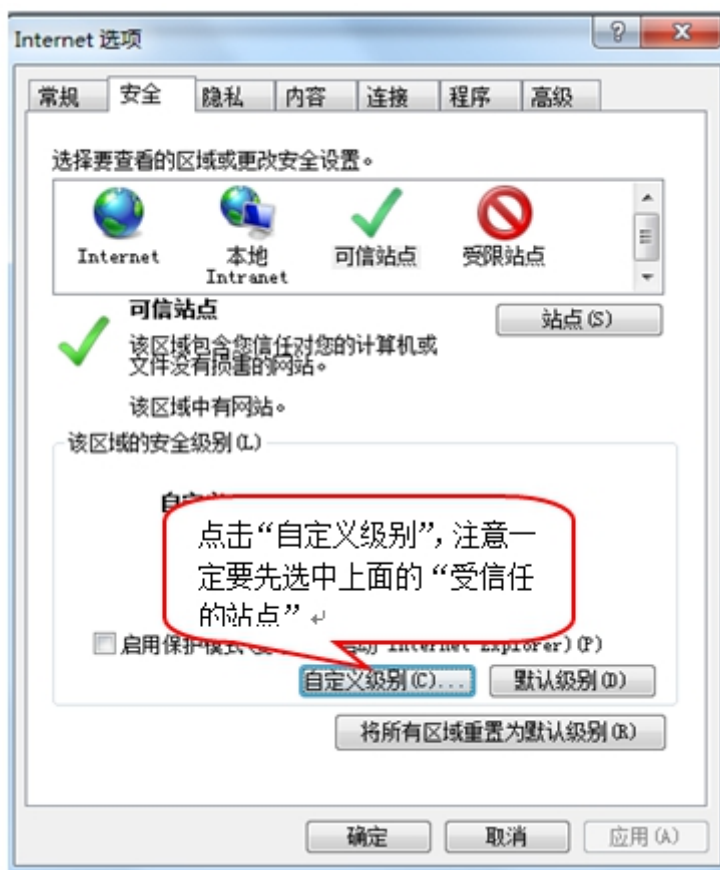 Internet 选项
常规 安全 隐私 内容 连接 程序 高级
选择要查看的区域或更改安全设置。
Internet 本地 Intranet 可信站点 受限站点
可信站点
站点(S)
该区域包含您信任对您的计算机或
文件没有损害的网站。
该区域中有网站。
该区域的安全级别(L)
点击“自定义级别”，注意一
定要先选中上面的“受信任
的站点”
启用保护模式 Internet Explorer)(P)
自定义级别(C)... 默认级别(D)
将所有区域重置为默认级别(R)
确定 取消 应用(A)